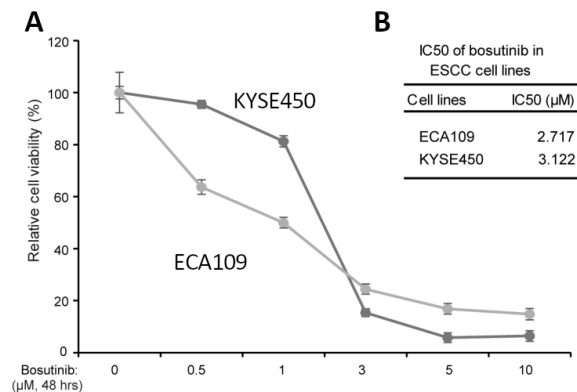 A
B
IC50 of bosutinib in
ESCC cell lines
Cell lines IC50 (µM)
ECA109 2.717
KYSE450 3.122
Relative cell viability (%)
120
100
80
60
40
20
0
KYSE450
ECA109
Bosutinib: 0 0.5 1 3 5 10
(µM, 48 hrs)